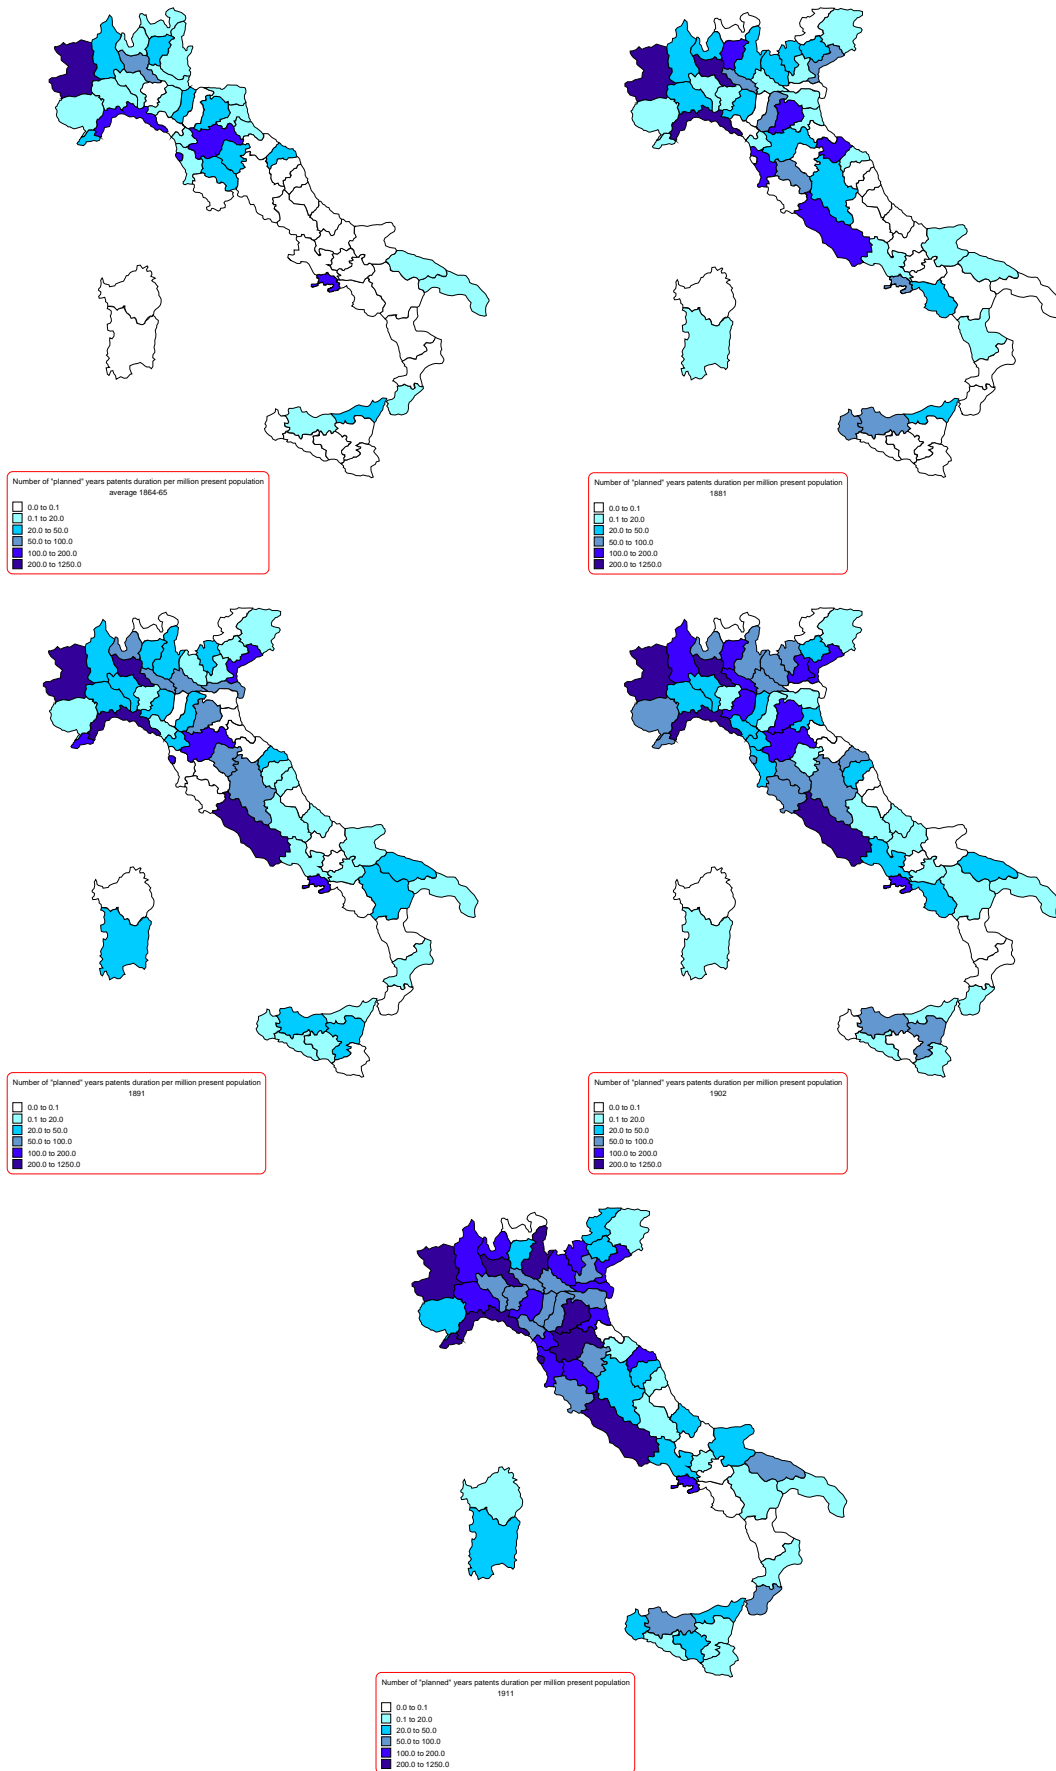 Number of "planned" years patents duration per million present population
average 1864-65
0.0 to 0.1
0.1 to 20.0
20.0 to 50.0
50.0 to 100.0
100.0 to 200.0
200.0 to 1250.0
Number of "planned" years patents duration per million present population
1881
0.0 to 0.1
0.1 to 20.0
20.0 to 50.0
50.0 to 100.0
100.0 to 200.0
200.0 to 1250.0
Number of "planned" years patents duration per million present population
1891
0.0 to 0.1
0.1 to 20.0
20.0 to 50.0
50.0 to 100.0
100.0 to 200.0
200.0 to 1250.0
Number of "planned" years patents duration per million present population
1902
0.0 to 0.1
0.1 to 20.0
20.0 to 50.0
50.0 to 100.0
100.0 to 200.0
200.0 to 1250.0
Number of "planned" years patents duration per million present population
1911
0.0 to 0.1
0.1 to 20.0
20.0 to 50.0
50.0 to 100.0
100.0 to 200.0
200.0 to 1250.0